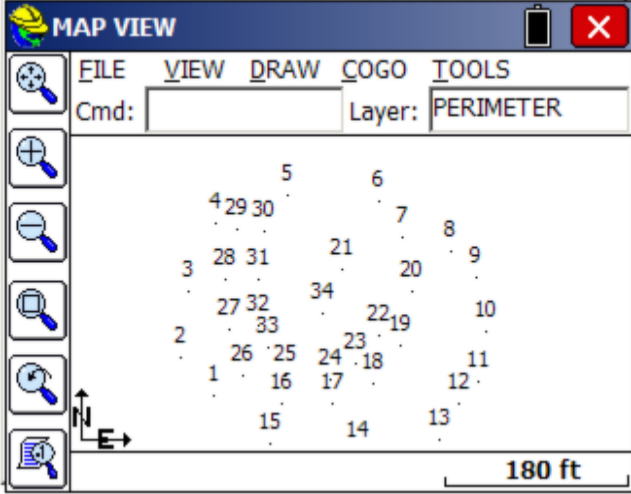 MAP VIEW
FILE VIEW DRAW COGO TOOLS
Cmd: Layer: PERIMETER
5 6
4 29 30 7
8
28 31 21 9
3 20
27 32 34 10
33 22 19
2 23
26 25 24 18 11
1 16 17 12
15 14 13
N
E
180 ft